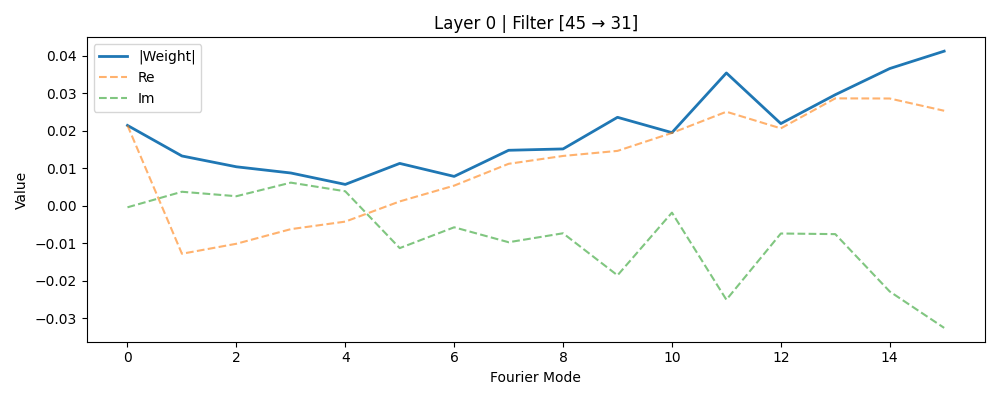 Layer 0 | Filter [45 → 31]
|Weight|
Re
Im
Value
0.04
0.03
0.02
0.01
0.00
−0.01
−0.02
−0.03
0 2 4 6 8 10 12 14
Fourier Mode